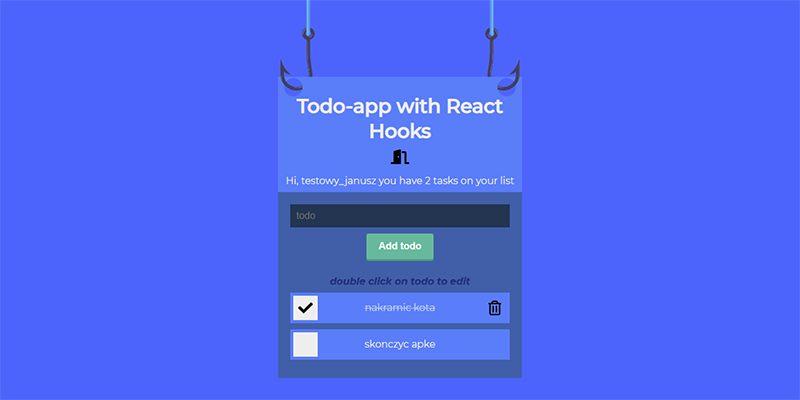 Todo-app with React
Hooks
Hi, testowy_janusz you have 2 tasks on your list
todo
Add todo
double click on todo to edit
nakramic kota
skonczyc apke